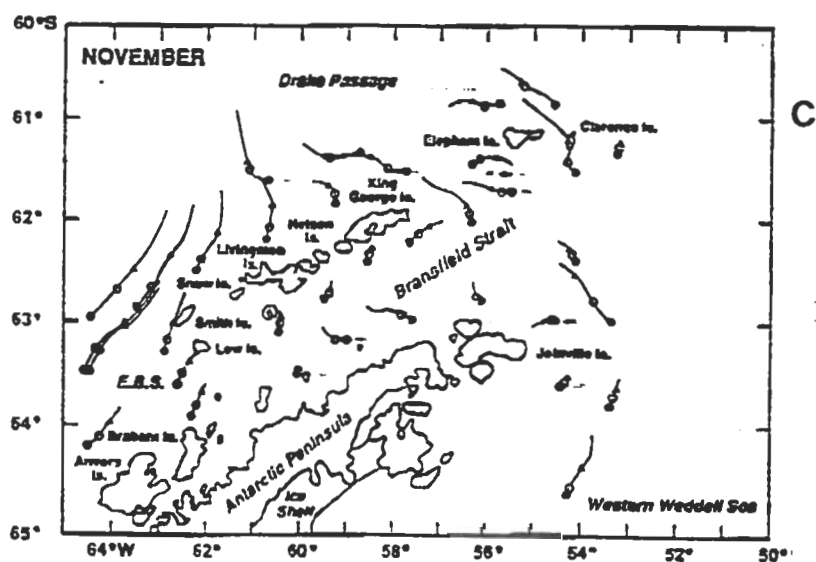 60°S
NOVEMBER
Drake Passage
61°
C
Clarence Is.
Elephant Is.
King
George Is.
62°
Nelson
Is.
Livingston
Is.
Bransfield Strait
Snow Is.
63°
Smith Is.
Low Is.
Joinville Is.
E.B.S.
54°
Brabant Is.
Anvers
Is.
Antarctic Peninsula
Ice
Shelf
Western Weddell Sea
65°
64°W
62°
60°
58°
56°
54°
52°
50°